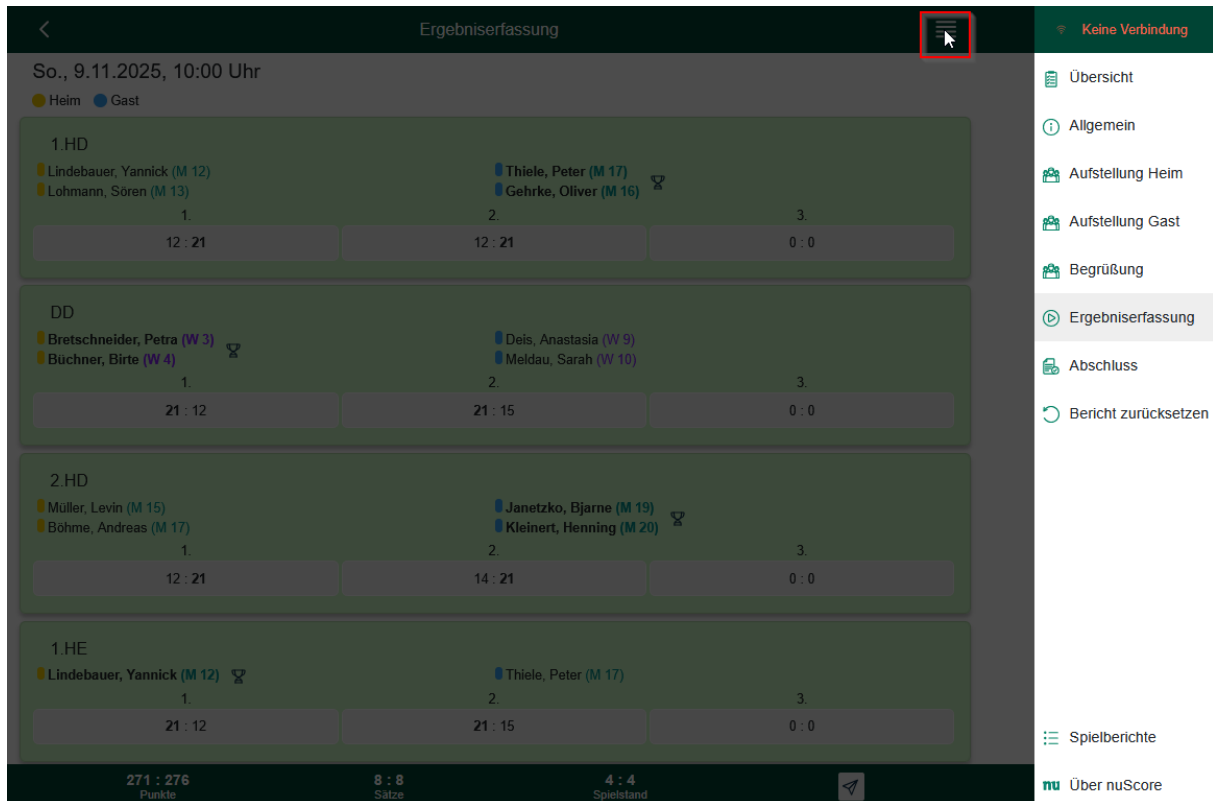 Ergebniserfassung
Keine Verbindung
So., 9.11.2025, 10:00 Uhr
Heim Gast
1.HD
Lindebauer, Yannick (M 12)
Lohmann, Sören (M 13)
Thiele, Peter (M 17)
Gehrke, Oliver (M 16)
1. 2. 3.
12 : 21 12 : 21 0 : 0
DD
Bretschneider, Petra (W 3)
Büchner, Birte (W 4)
Deis, Anastasia (W 9)
Meldau, Sarah (W 10)
1. 2. 3.
21 : 12 21 : 15 0 : 0
2.HD
Müller, Levin (M 15)
Böhme, Andreas (M 17)
Janetzko, Bjarne (M 19)
Kleinert, Henning (M 20)
1. 2. 3.
12 : 21 14 : 21 0 : 0
1.HE
Lindebauer, Yannick (M 12)
Thiele, Peter (M 17)
1. 2. 3.
21 : 12 21 : 15 0 : 0
271 : 276 8 : 8 4 : 4
Punkte Sätze Spielstand
Übersicht
Allgemein
Aufstellung Heim
Aufstellung Gast
Begrüßung
Ergebniserfassung
Abschluss
Bericht zurücksetzen
Spielberichte
nu Über nuScore